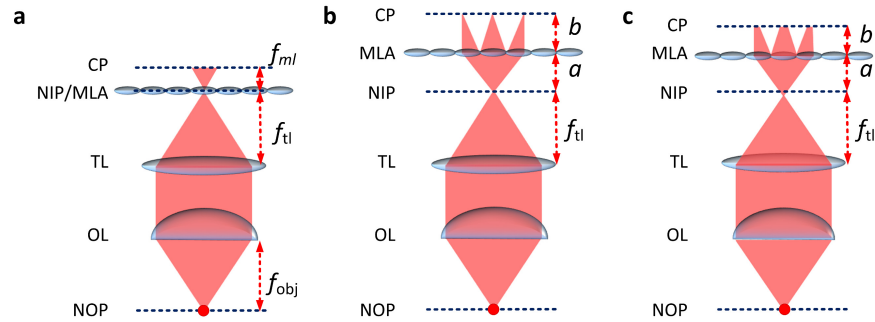 a
CP
f_ml
NIP/MLA
f_tl
TL
OL
f_obj
NOP
b
CP
b
MLA
a
NIP
f_tl
TL
OL
NOP
c
CP
b
MLA
a
NIP
f_tl
TL
OL
NOP